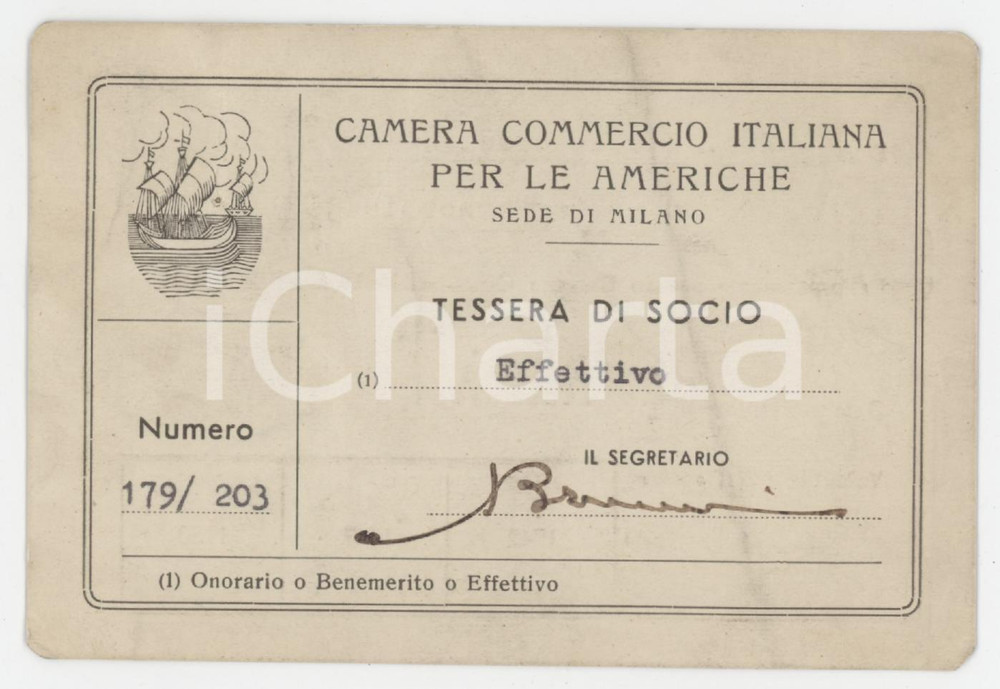 CAMERA COMMERCIO ITALIANA
PER LE AMERICHE
SEDE DI MILANO
TESSERA DI SOCIO
(1) Effettivo
Numero
179/ 203
IL SEGRETARIO
(1) Onorario o Benemerito o Effettivo
iCharta